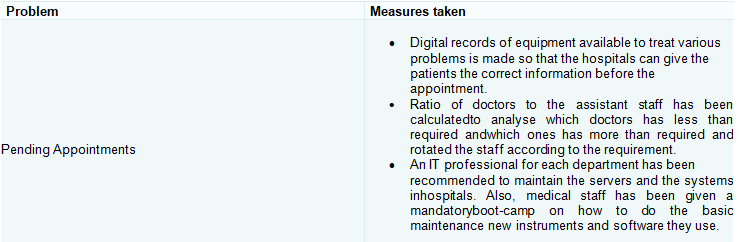 Problem
Measures taken
Pending Appointments
• Digital records of equipment available to treat various
problems is made so that the hospitals can give the
patients the correct information before the
appointment.
• Ratio of doctors to the assistant staff has been
calculatedto analyse which doctors has less than
required andwhich ones has more than required and
rotated the staff according to the requirement.
• An IT professional for each department has been
recommended to maintain the servers and the systems
inhospitals. Also, medical staff has been given a
mandatoryboot-camp on how to do the basic
maintenance new instruments and software they use.